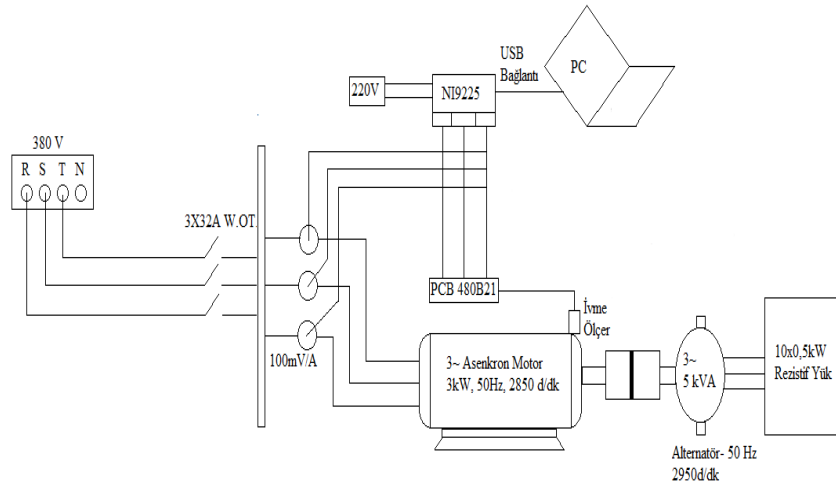 USB
Bağlantı
PC
220V
NI9225
380 V
R S T N
3X32A W.OT.
PCB 480B21
İvme
Ölçer
100mV/A
3~ Asenkron Motor
3kW, 50Hz, 2850 d/dk
3~
5 kVA
10x0,5kW
Rezistif Yük
Alternatör- 50 Hz
2950d/dk